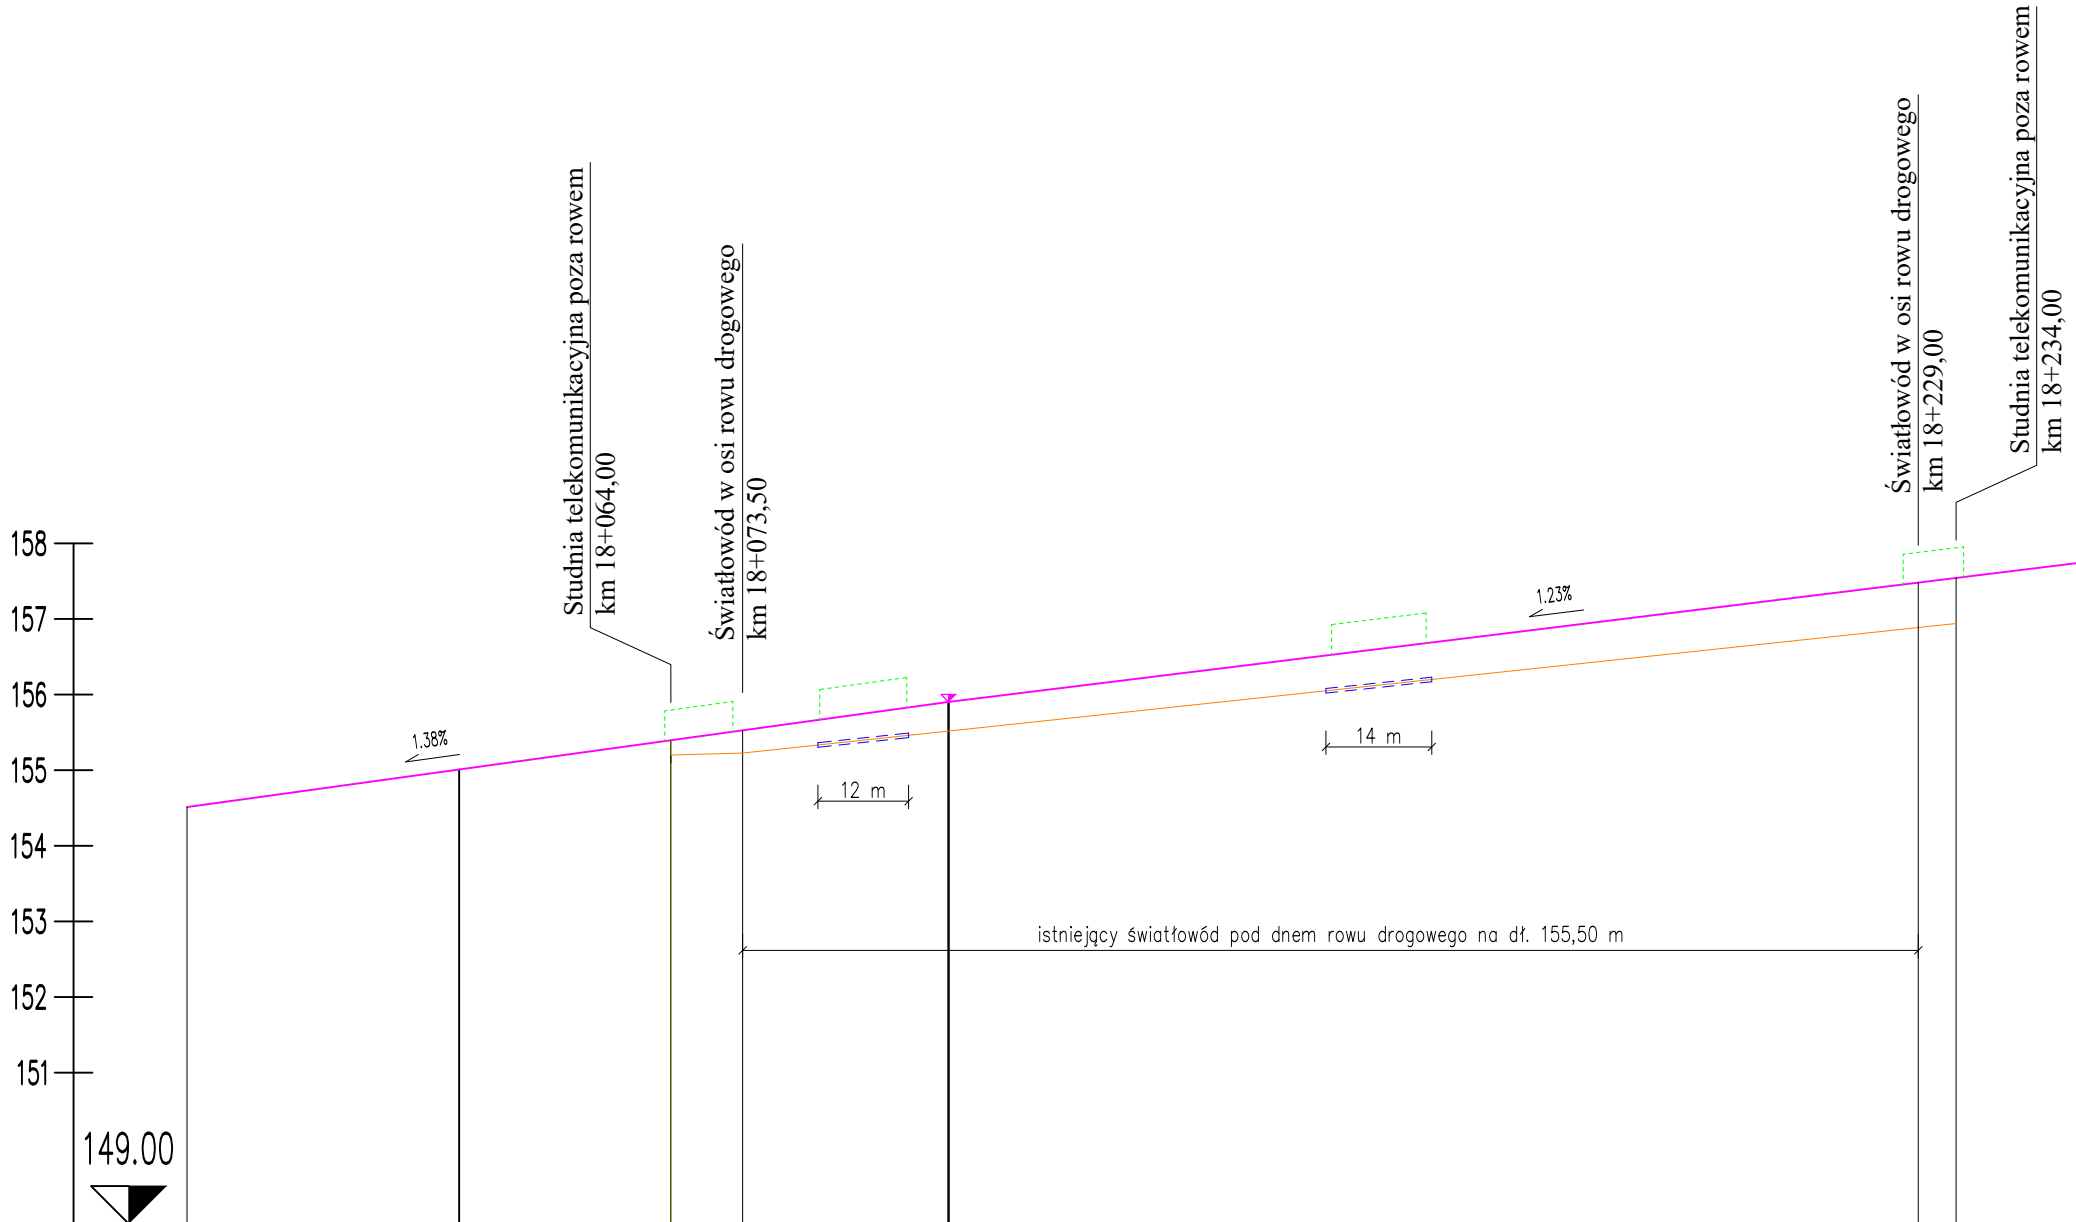 Studnia telekomunikacyjna poza rowem
km 18+064,00
Światłowód w osi rowu drogowego
km 18+073,50
Światłowód w osi rowu drogowego
km 18+229,00
Studnia telekomunikacyjna poza rowem
km 18+234,00
158
157
156
155
154
153
152
151
149.00
1.38%
1.23%
12 m
14 m
istniejący światłowód pod dnem rowu drogowego na dł. 155,50 m